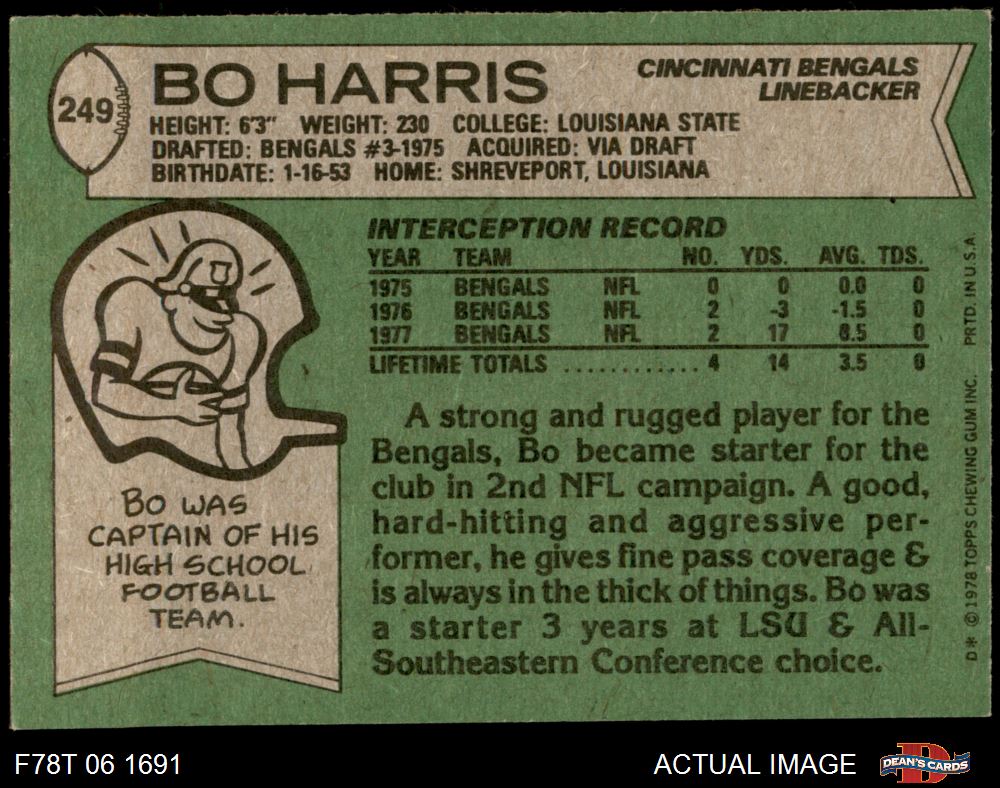 249
BO HARRIS
CINCINNATI BENGALS
LINEBACKER
HEIGHT: 6'3" WEIGHT: 230 COLLEGE: LOUISIANA STATE
DRAFTED: BENGALS #3-1975 ACQUIRED: VIA DRAFT
BIRTHDATE: 1-16-53 HOME: SHREVEPORT, LOUISIANA
INTERCEPTION RECORD
YEAR TEAM NO. YDS. AVG. TDS.
1975 BENGALS NFL 0 0 0.0 0
1976 BENGALS NFL 2 -3 -1.5 0
1977 BENGALS NFL 2 17 8.5 0
LIFETIME TOTALS ............ 4 14 3.5 0
A strong and rugged player for the
Bengals, Bo became starter for the
club in 2nd NFL campaign. A good,
hard-hitting and aggressive per-
former, he gives fine pass coverage &
is always in the thick of things. Bo was
a starter 3 years at LSU & All-
Southeastern Conference choice.
BO WAS
CAPTAIN OF HIS
HIGH SCHOOL
FOOTBALL
TEAM.
D* © 1978 TOPPS CHEWING GUM INC. PRTD. IN U.S.A.
F78T 06 1691
ACTUAL IMAGE
DEAN'S CARDS